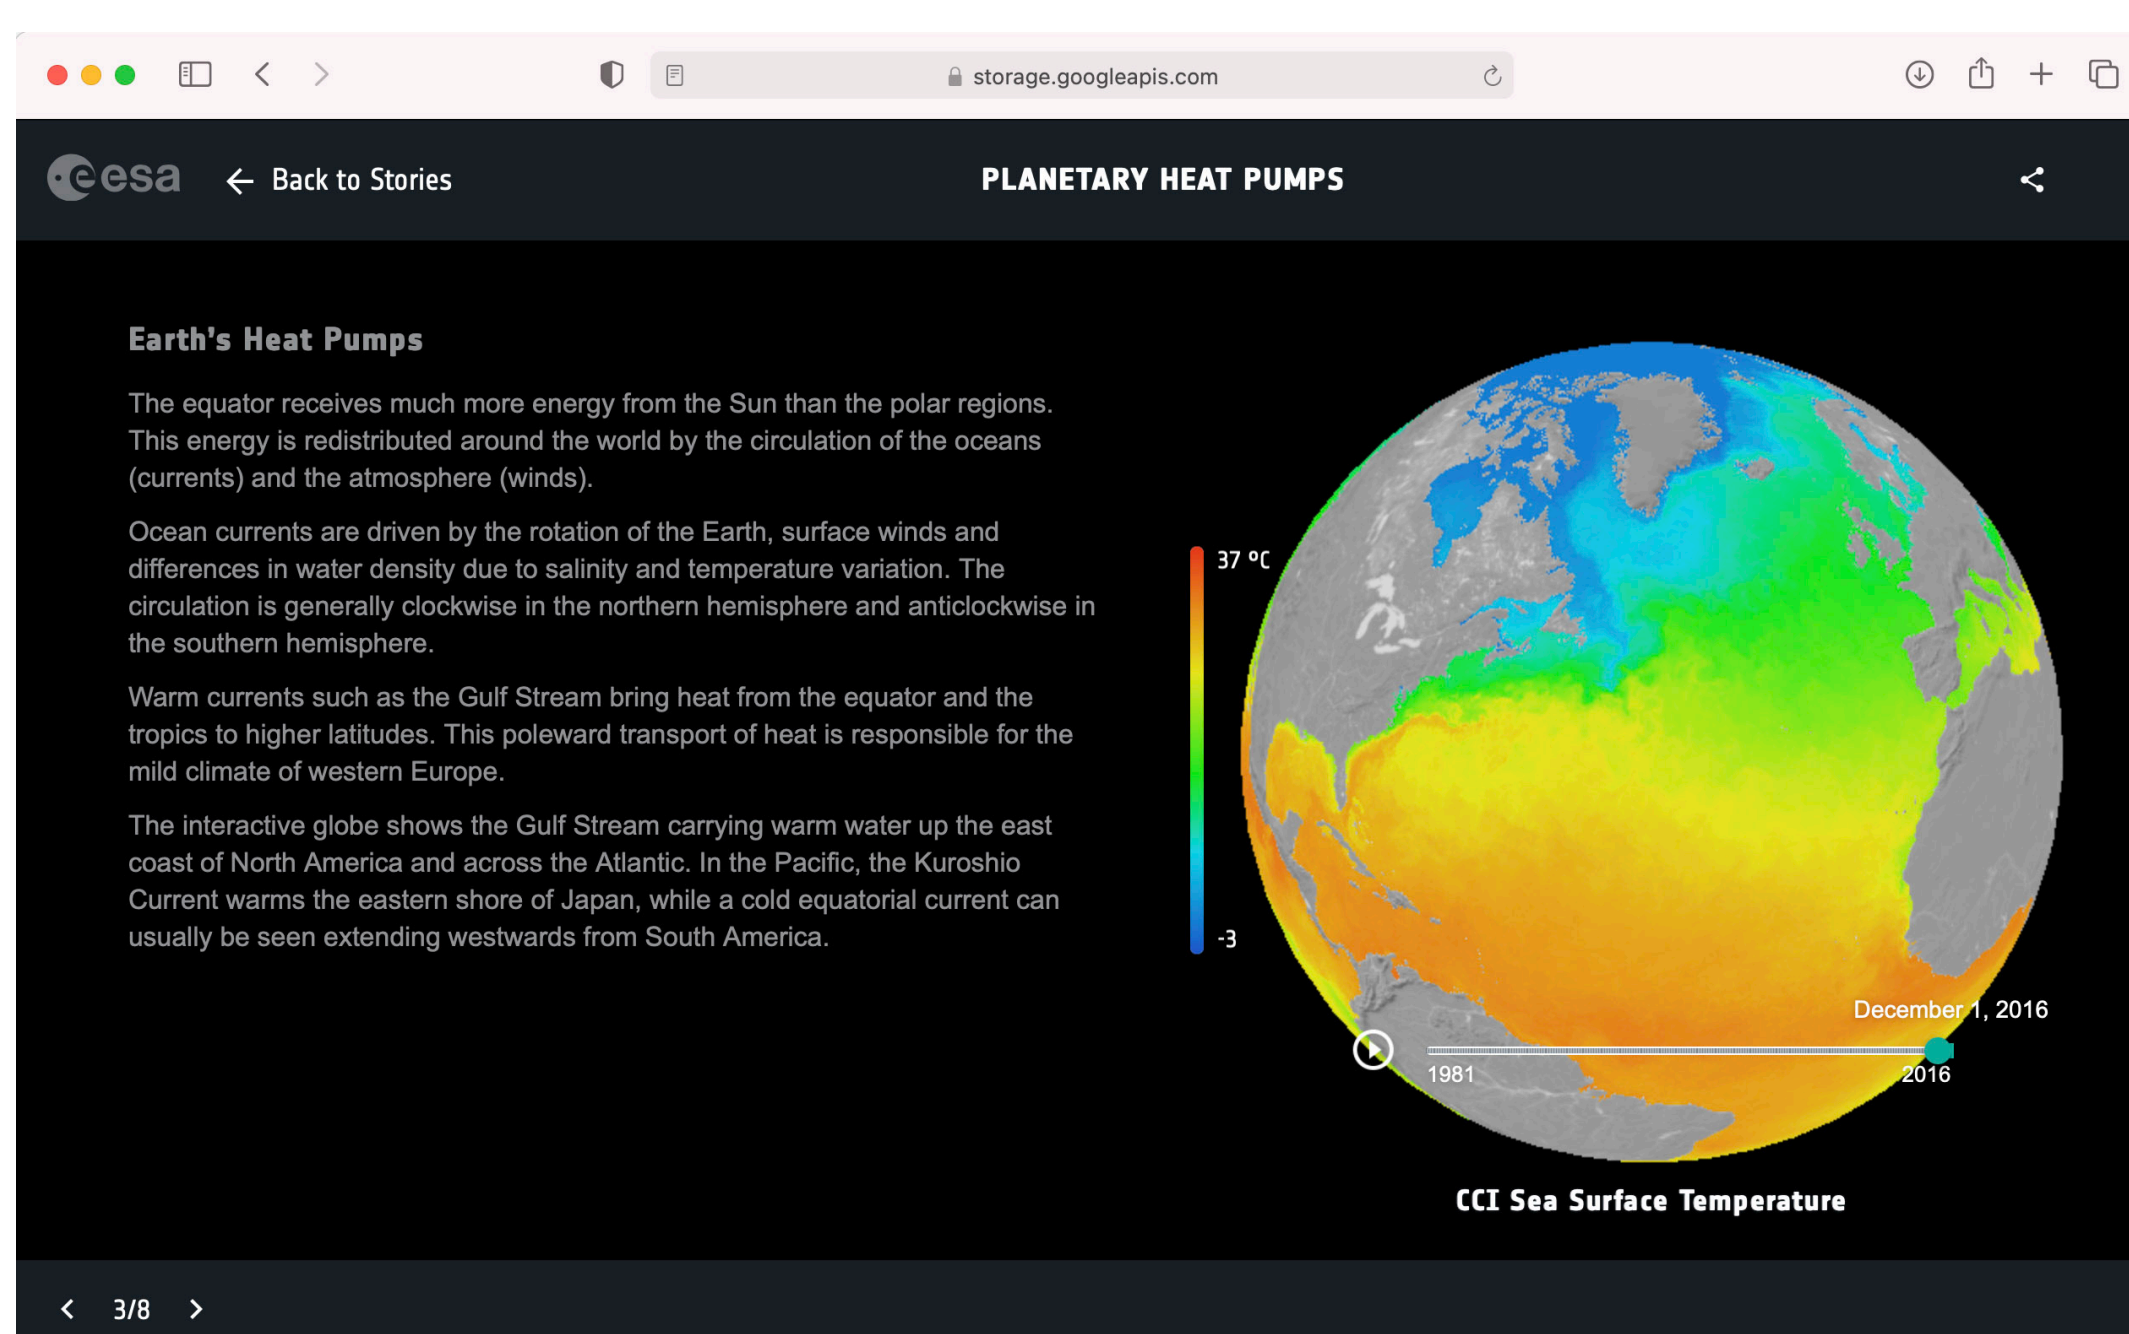 storage.googleapis.com
esa
Back to Stories
PLANETARY HEAT PUMPS
Earth's Heat Pumps
The equator receives much more energy from the Sun than the polar regions.
This energy is redistributed around the world by the circulation of the oceans
(currents) and the atmosphere (winds).
Ocean currents are driven by the rotation of the Earth, surface winds and
differences in water density due to salinity and temperature variation. The
circulation is generally clockwise in the northern hemisphere and anticlockwise in
the southern hemisphere.
Warm currents such as the Gulf Stream bring heat from the equator and the
tropics to higher latitudes. This poleward transport of heat is responsible for the
mild climate of western Europe.
The interactive globe shows the Gulf Stream carrying warm water up the east
coast of North America and across the Atlantic. In the Pacific, the Kuroshio
Current warms the eastern shore of Japan, while a cold equatorial current can
usually be seen extending westwards from South America.
37 ºC
-3
December 1, 2016
1981
2016
CCI Sea Surface Temperature
3/8